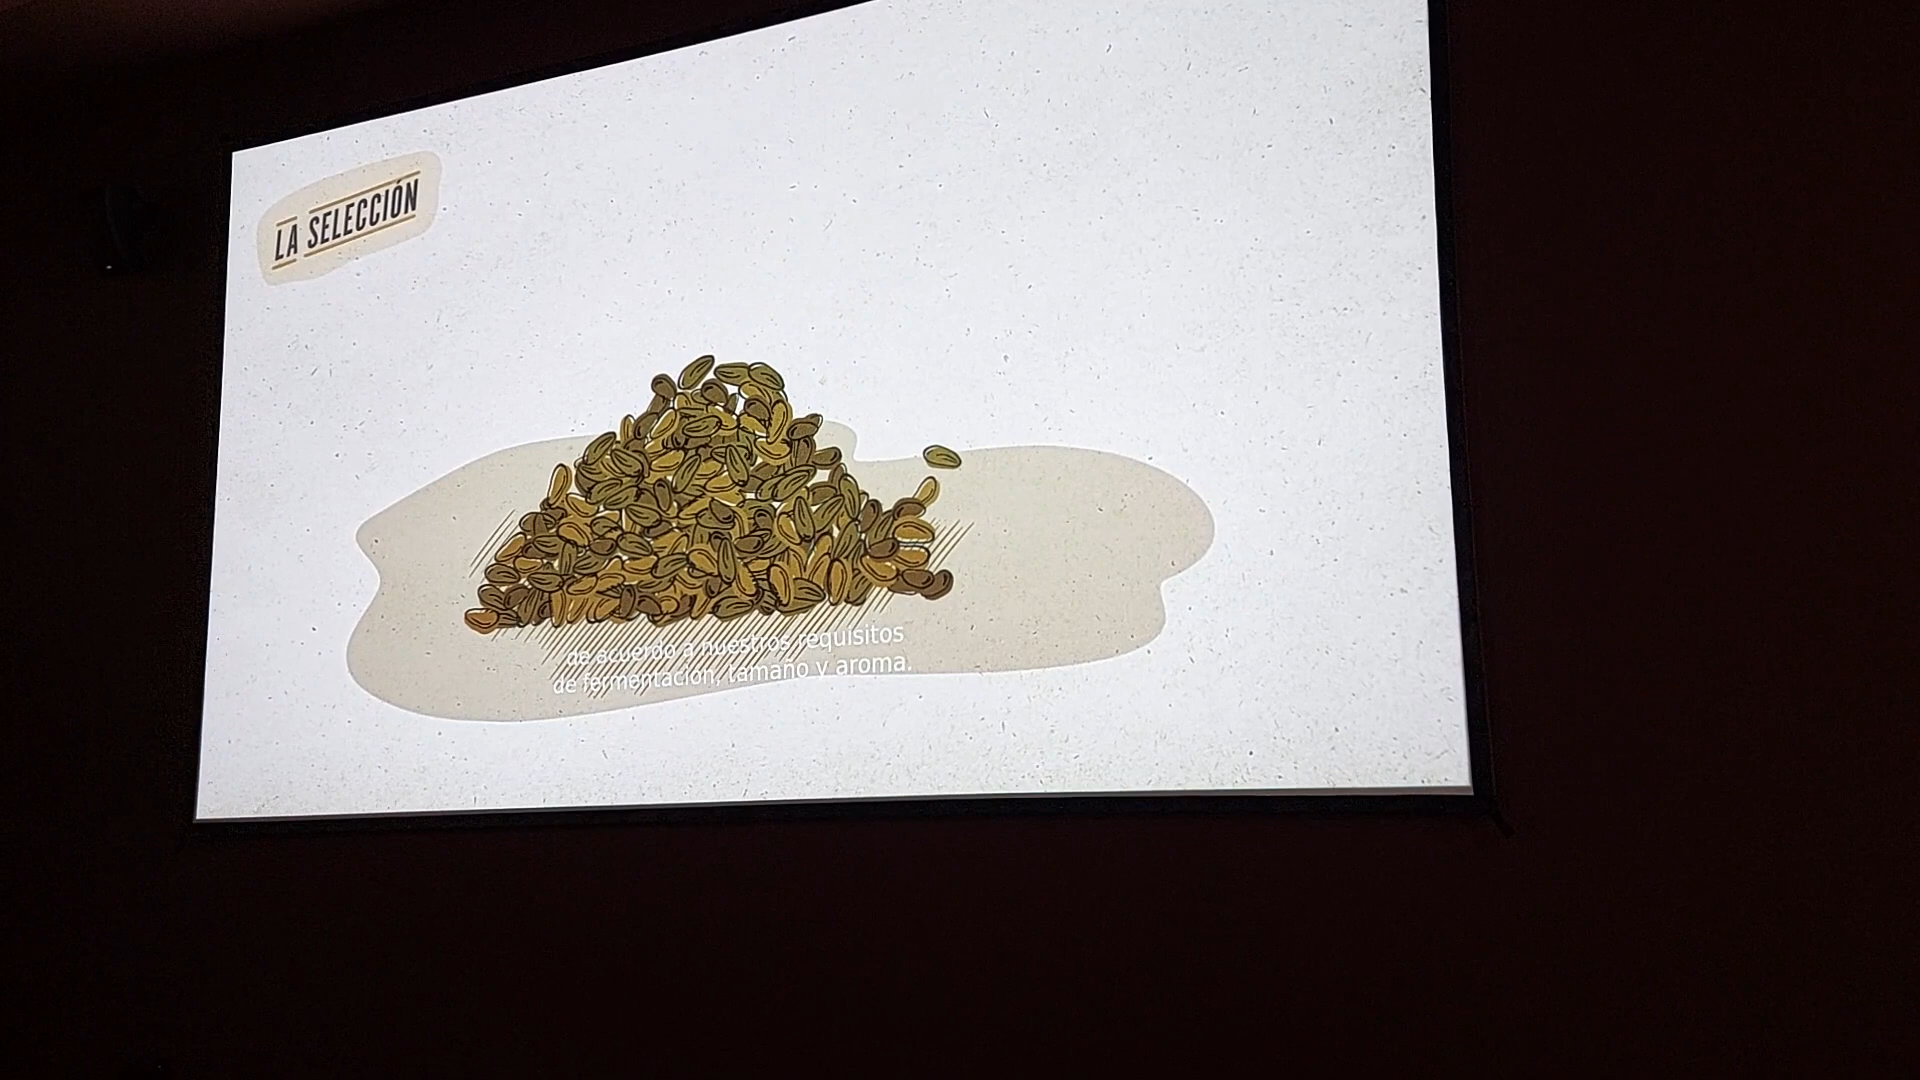 LA SELECCIÓN
de acuerdo a nuestros requisitos
de fermentación, tamaño y aroma.